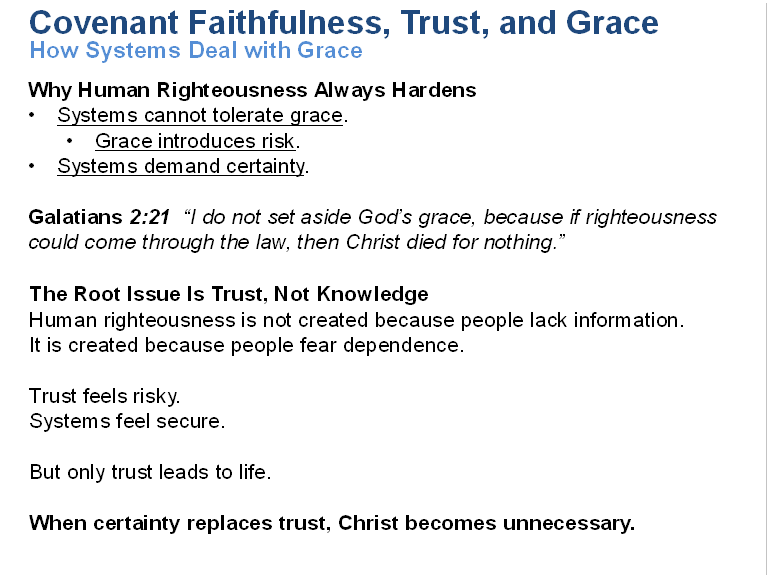 Covenant Faithfulness, Trust, and Grace
How Systems Deal with Grace
Why Human Righteousness Always Hardens
• Systems cannot tolerate grace.
• Grace introduces risk.
• Systems demand certainty.
Galatians 2:21 “I do not set aside God’s grace, because if righteousness
could come through the law, then Christ died for nothing.”
The Root Issue Is Trust, Not Knowledge
Human righteousness is not created because people lack information.
It is created because people fear dependence.
Trust feels risky.
Systems feel secure.
But only trust leads to life.
When certainty replaces trust, Christ becomes unnecessary.